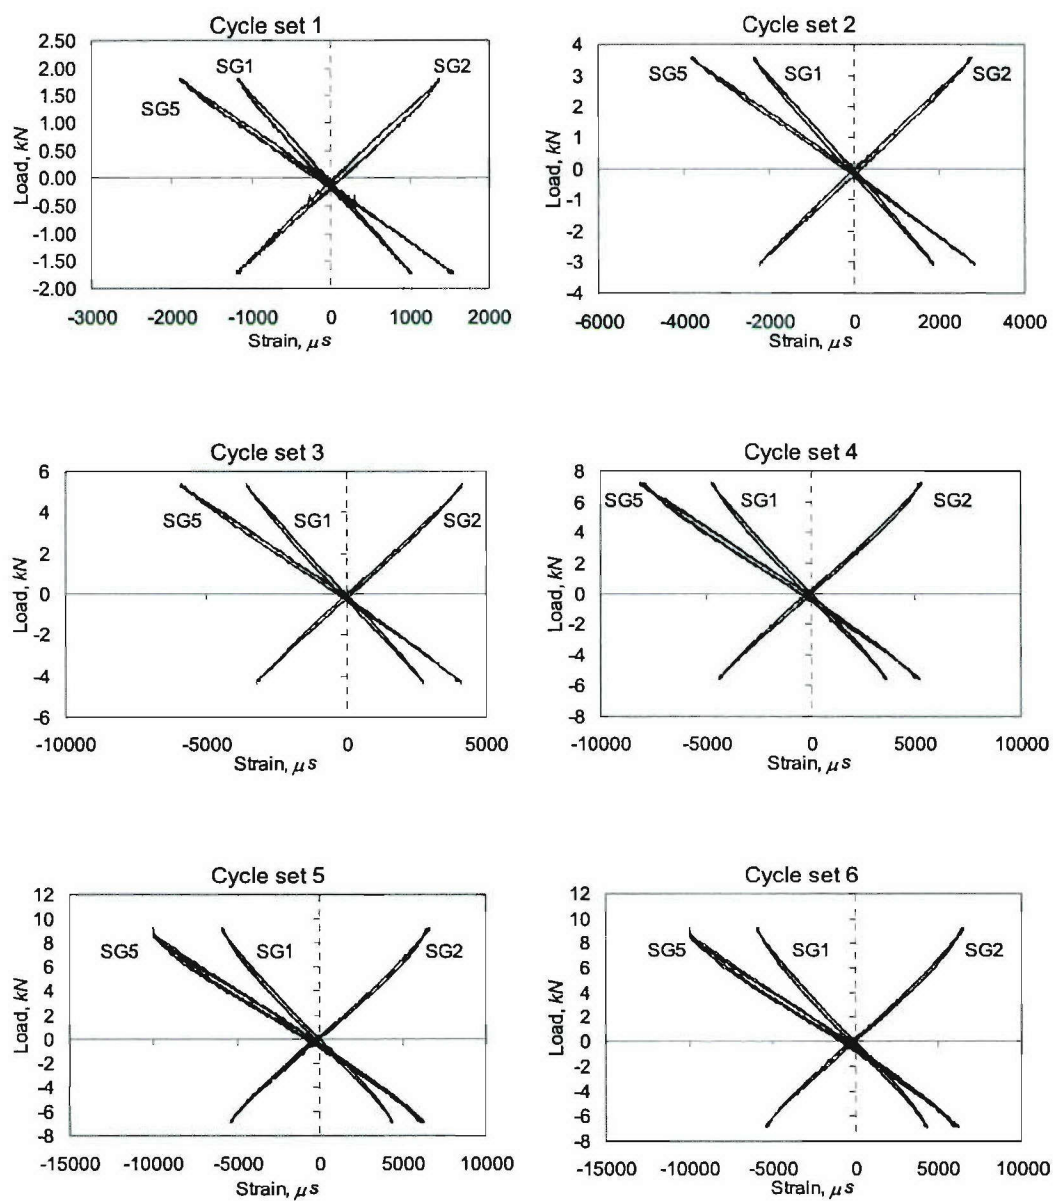 Cycle set 1
2.50
2.00
1.50
1.00
0.50
0.00
-0.50
-1.00
-1.50
-2.00
Load, kN
SG5
SG1
SG2
-3000 -2000 -1000 0 1000 2000
Strain, μs
Cycle set 2
4
3
2
1
0
-1
-2
-3
-4
Load, kN
SG5
SG1
SG2
-6000 -4000 -2000 0 2000 4000
Strain, μs
Cycle set 3
6
4
2
0
-2
-4
-6
Load, kN
SG5
SG1
SG2
-10000 -5000 0 5000
Strain, μs
Cycle set 4
8
6
4
2
0
-2
-4
-6
-8
Load, kN
SG5
SG1
SG2
-10000 -5000 0 5000 10000
Strain, μs
Cycle set 5
12
10
8
6
4
2
0
-2
-4
-6
-8
Load, kN
SG5
SG1
SG2
-15000 -10000 -5000 0 5000 10000
Strain, μs
Cycle set 6
12
10
8
6
4
2
0
-2
-4
-6
-8
Load, kN
SG5
SG1
SG2
-15000 -10000 -5000 0 5000 10000
Strain, μs